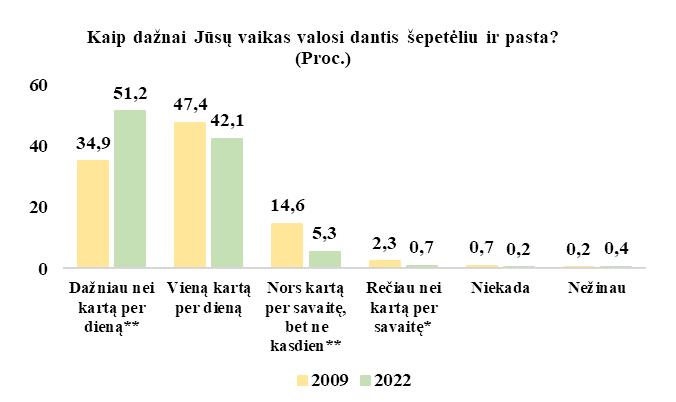 Kaip dažnai Jūsų vaikas valosi dantis šepetėliu ir pasta?
(Proc.)
60
40
20
0
34,9
51,2
47,4
42,1
14,6
5,3
2,3
0,7
0,7
0,2
0,2
0,4
Dažniau nei
kartą per
dieną**
Vieną kartą
per dieną
Nors kartą
per savaitę,
bet ne
kasdien**
Rečiau nei
kartą per
savaitę*
Niekada
Nežinau
2009
2022